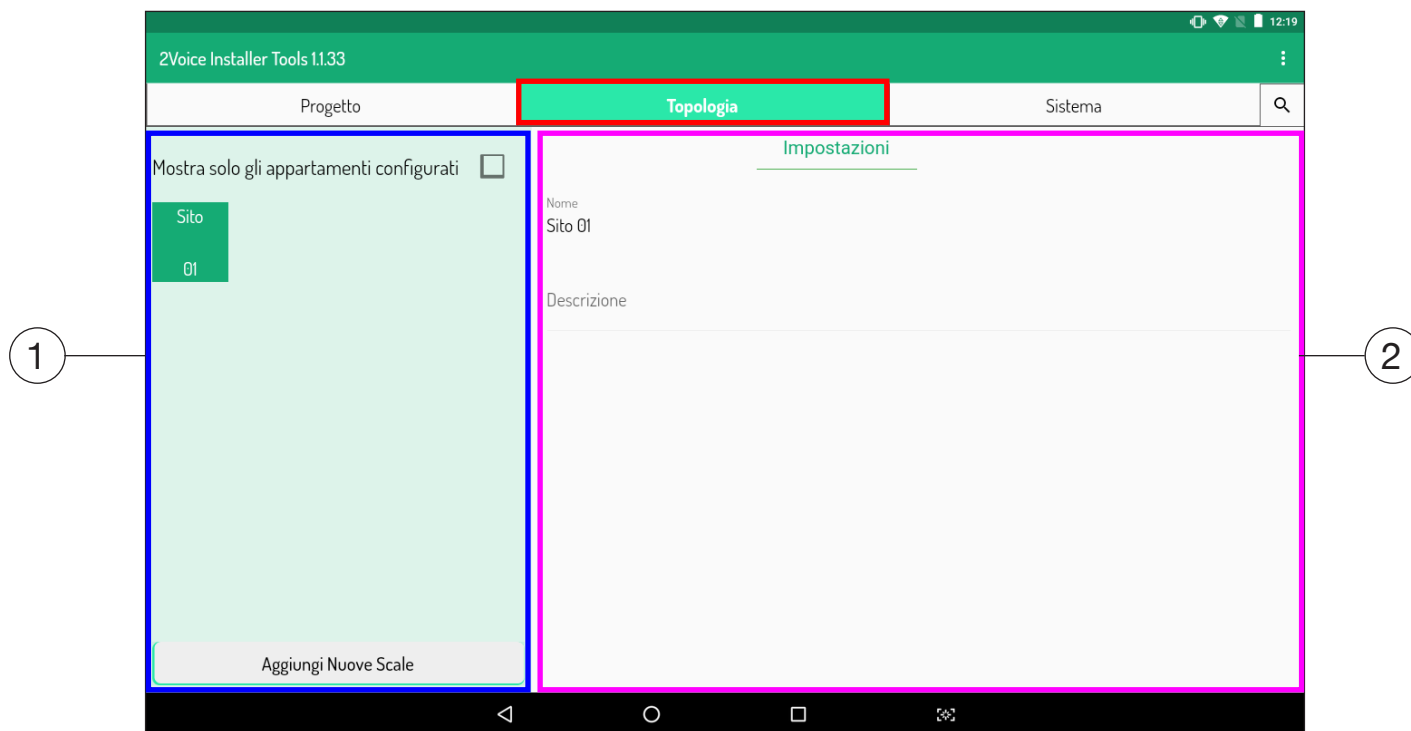 12:19
2Voice Installer Tools 1.1.33
Progetto
Topologia
Sistema
Mostra solo gli appartamenti configurati
Sito
01
Impostazioni
Nome
Sito 01
Descrizione
1
2
Aggiungi Nuove Scale